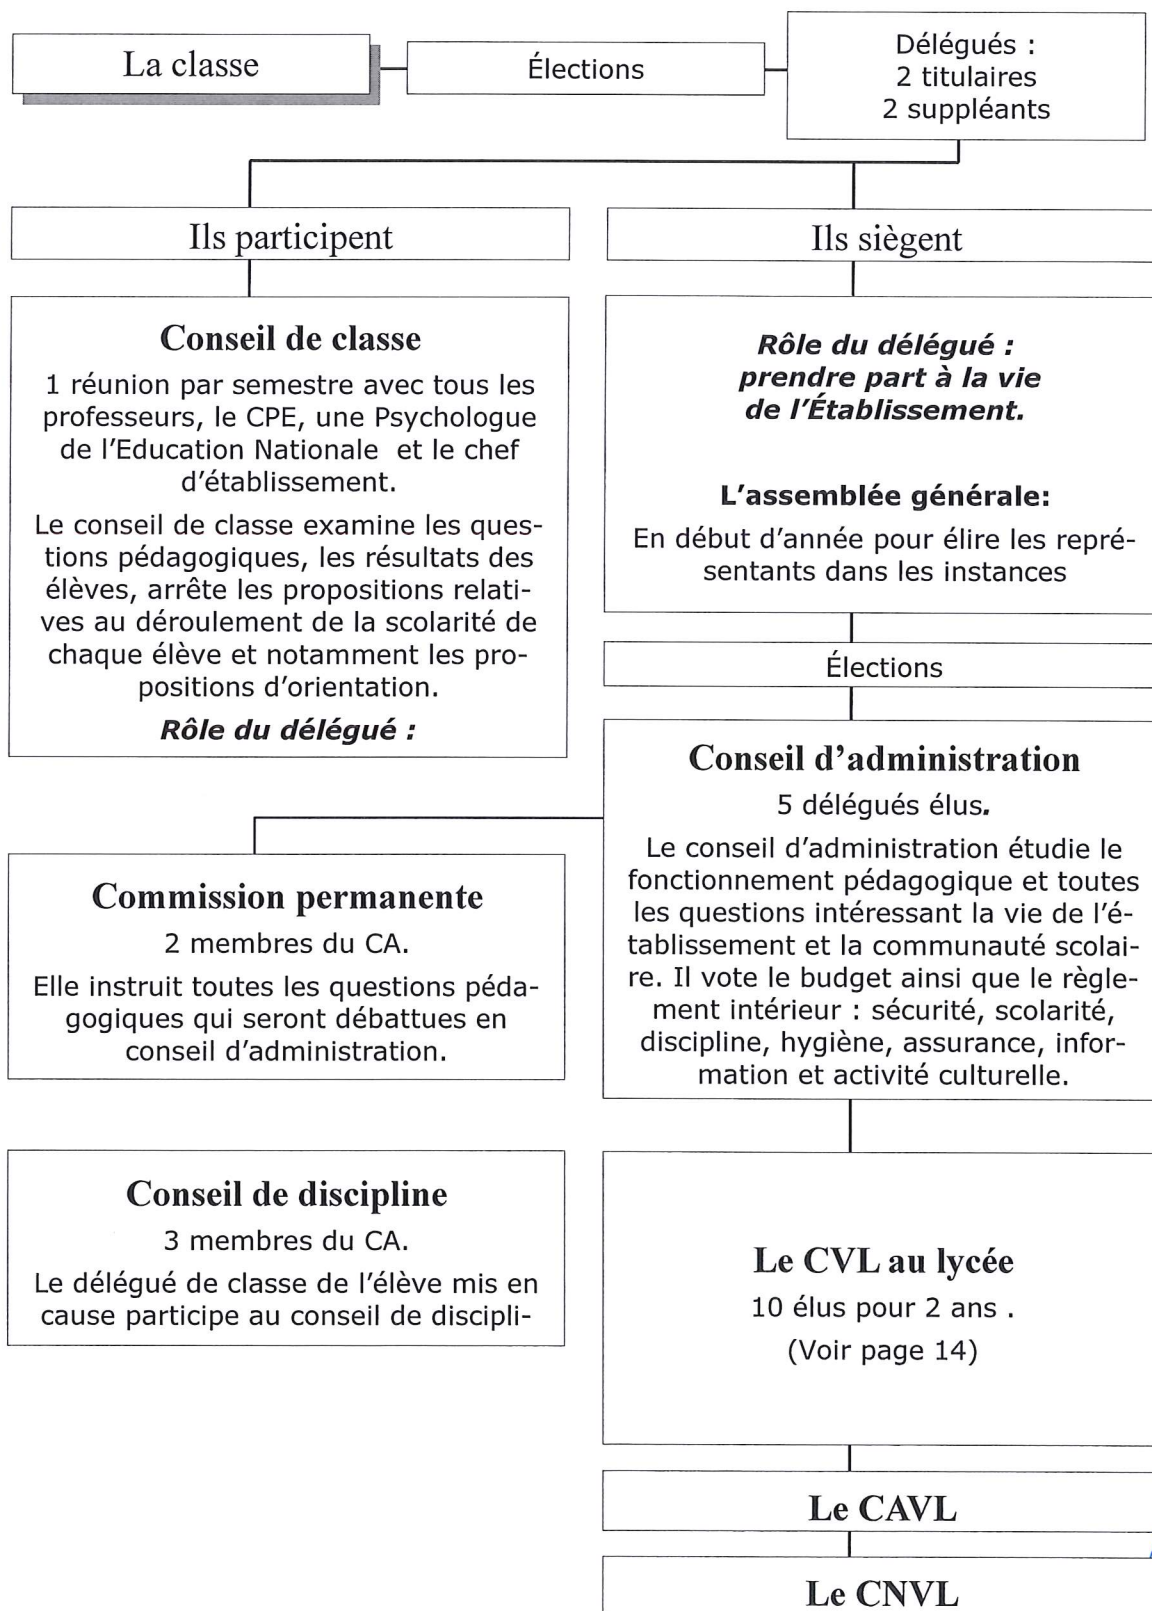 La classe
Élections
Délégués :
2 titulaires
2 suppléants
Ils participent
Ils siègent
Conseil de classe
1 réunion par semestre avec tous les
professeurs, le CPE, une Psychologue
de l'Education Nationale et le chef
d'établissement.
Le conseil de classe examine les ques-
tions pédagogiques, les résultats des
élèves, arrête les propositions relati-
ves au déroulement de la scolarité de
chaque élève et notamment les pro-
positions d'orientation.
Rôle du délégué :
Rôle du délégué :
prendre part à la vie
de l'Établissement.
L'assemblée générale:
En début d'année pour élire les repré-
sentants dans les instances
Élections
Conseil d'administration
5 délégués élus.
Le conseil d'administration étudie le
fonctionnement pédagogique et toutes
les questions intéressant la vie de l'é-
tablissement et la communauté scolai-
re. Il vote le budget ainsi que le règle-
ment intérieur : sécurité, scolarité,
discipline, hygiène, assurance, infor-
mation et activité culturelle.
Commission permanente
2 membres du CA.
Elle instruit toutes les questions péda-
gogiques qui seront débattues en
conseil d'administration.
Conseil de discipline
3 membres du CA.
Le délégué de classe de l'élève mis en
cause participe au conseil de discipli-
Le CVL au lycée
10 élus pour 2 ans .
(Voir page 14)
Le CAVL
Le CNVL